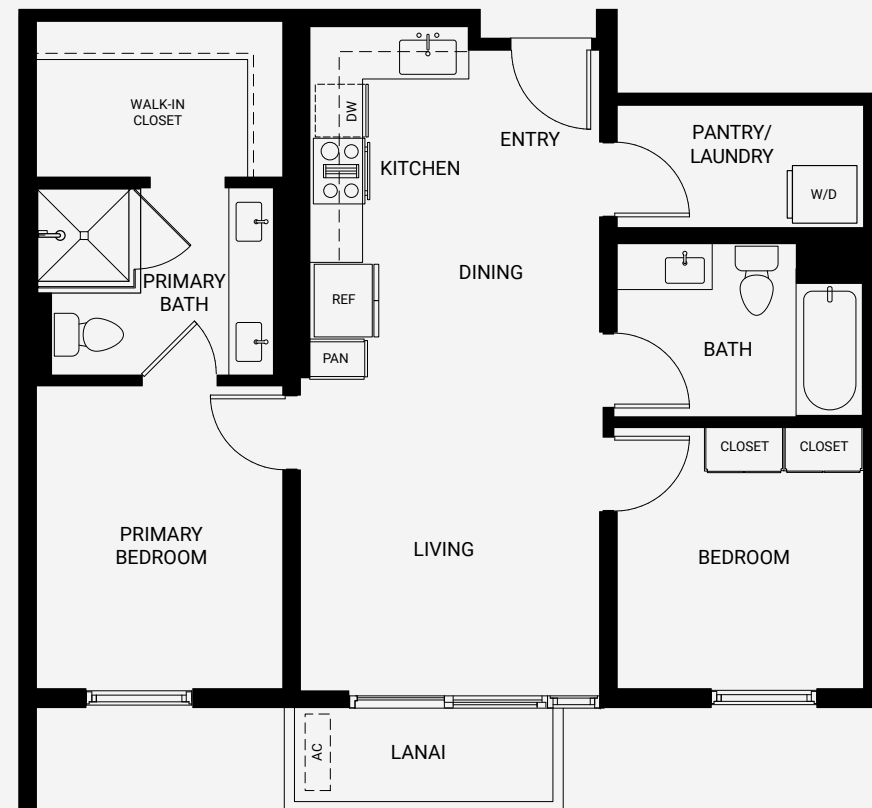 WALK-IN
CLOSET
DW
ENTRY
PANTRY/
LAUNDRY
KITCHEN
W/D
DINING
PRIMARY
BATH
REF
PAN
BATH
CLOSET
CLOSET
PRIMARY
BEDROOM
LIVING
BEDROOM
AC
LANAI